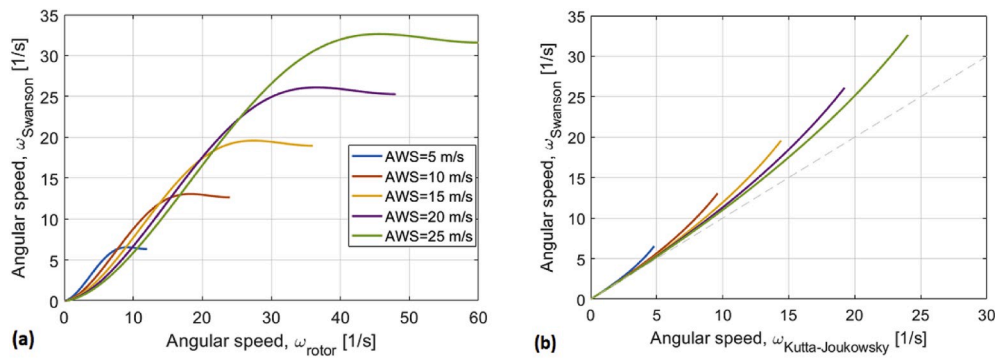 35
30
25
20
15
10
5
0
Angular speed, ωSwanson [1/s]
AWS=5 m/s
AWS=10 m/s
AWS=15 m/s
AWS=20 m/s
AWS=25 m/s
0 10 20 30 40 50 60
(a)
Angular speed, ωrotor [1/s]
35
30
25
20
15
10
5
0
Angular speed, ωSwanson [1/s]
0 5 10 15 20 25 30
(b)
Angular speed, ωKutta-Joukowsky [1/s]